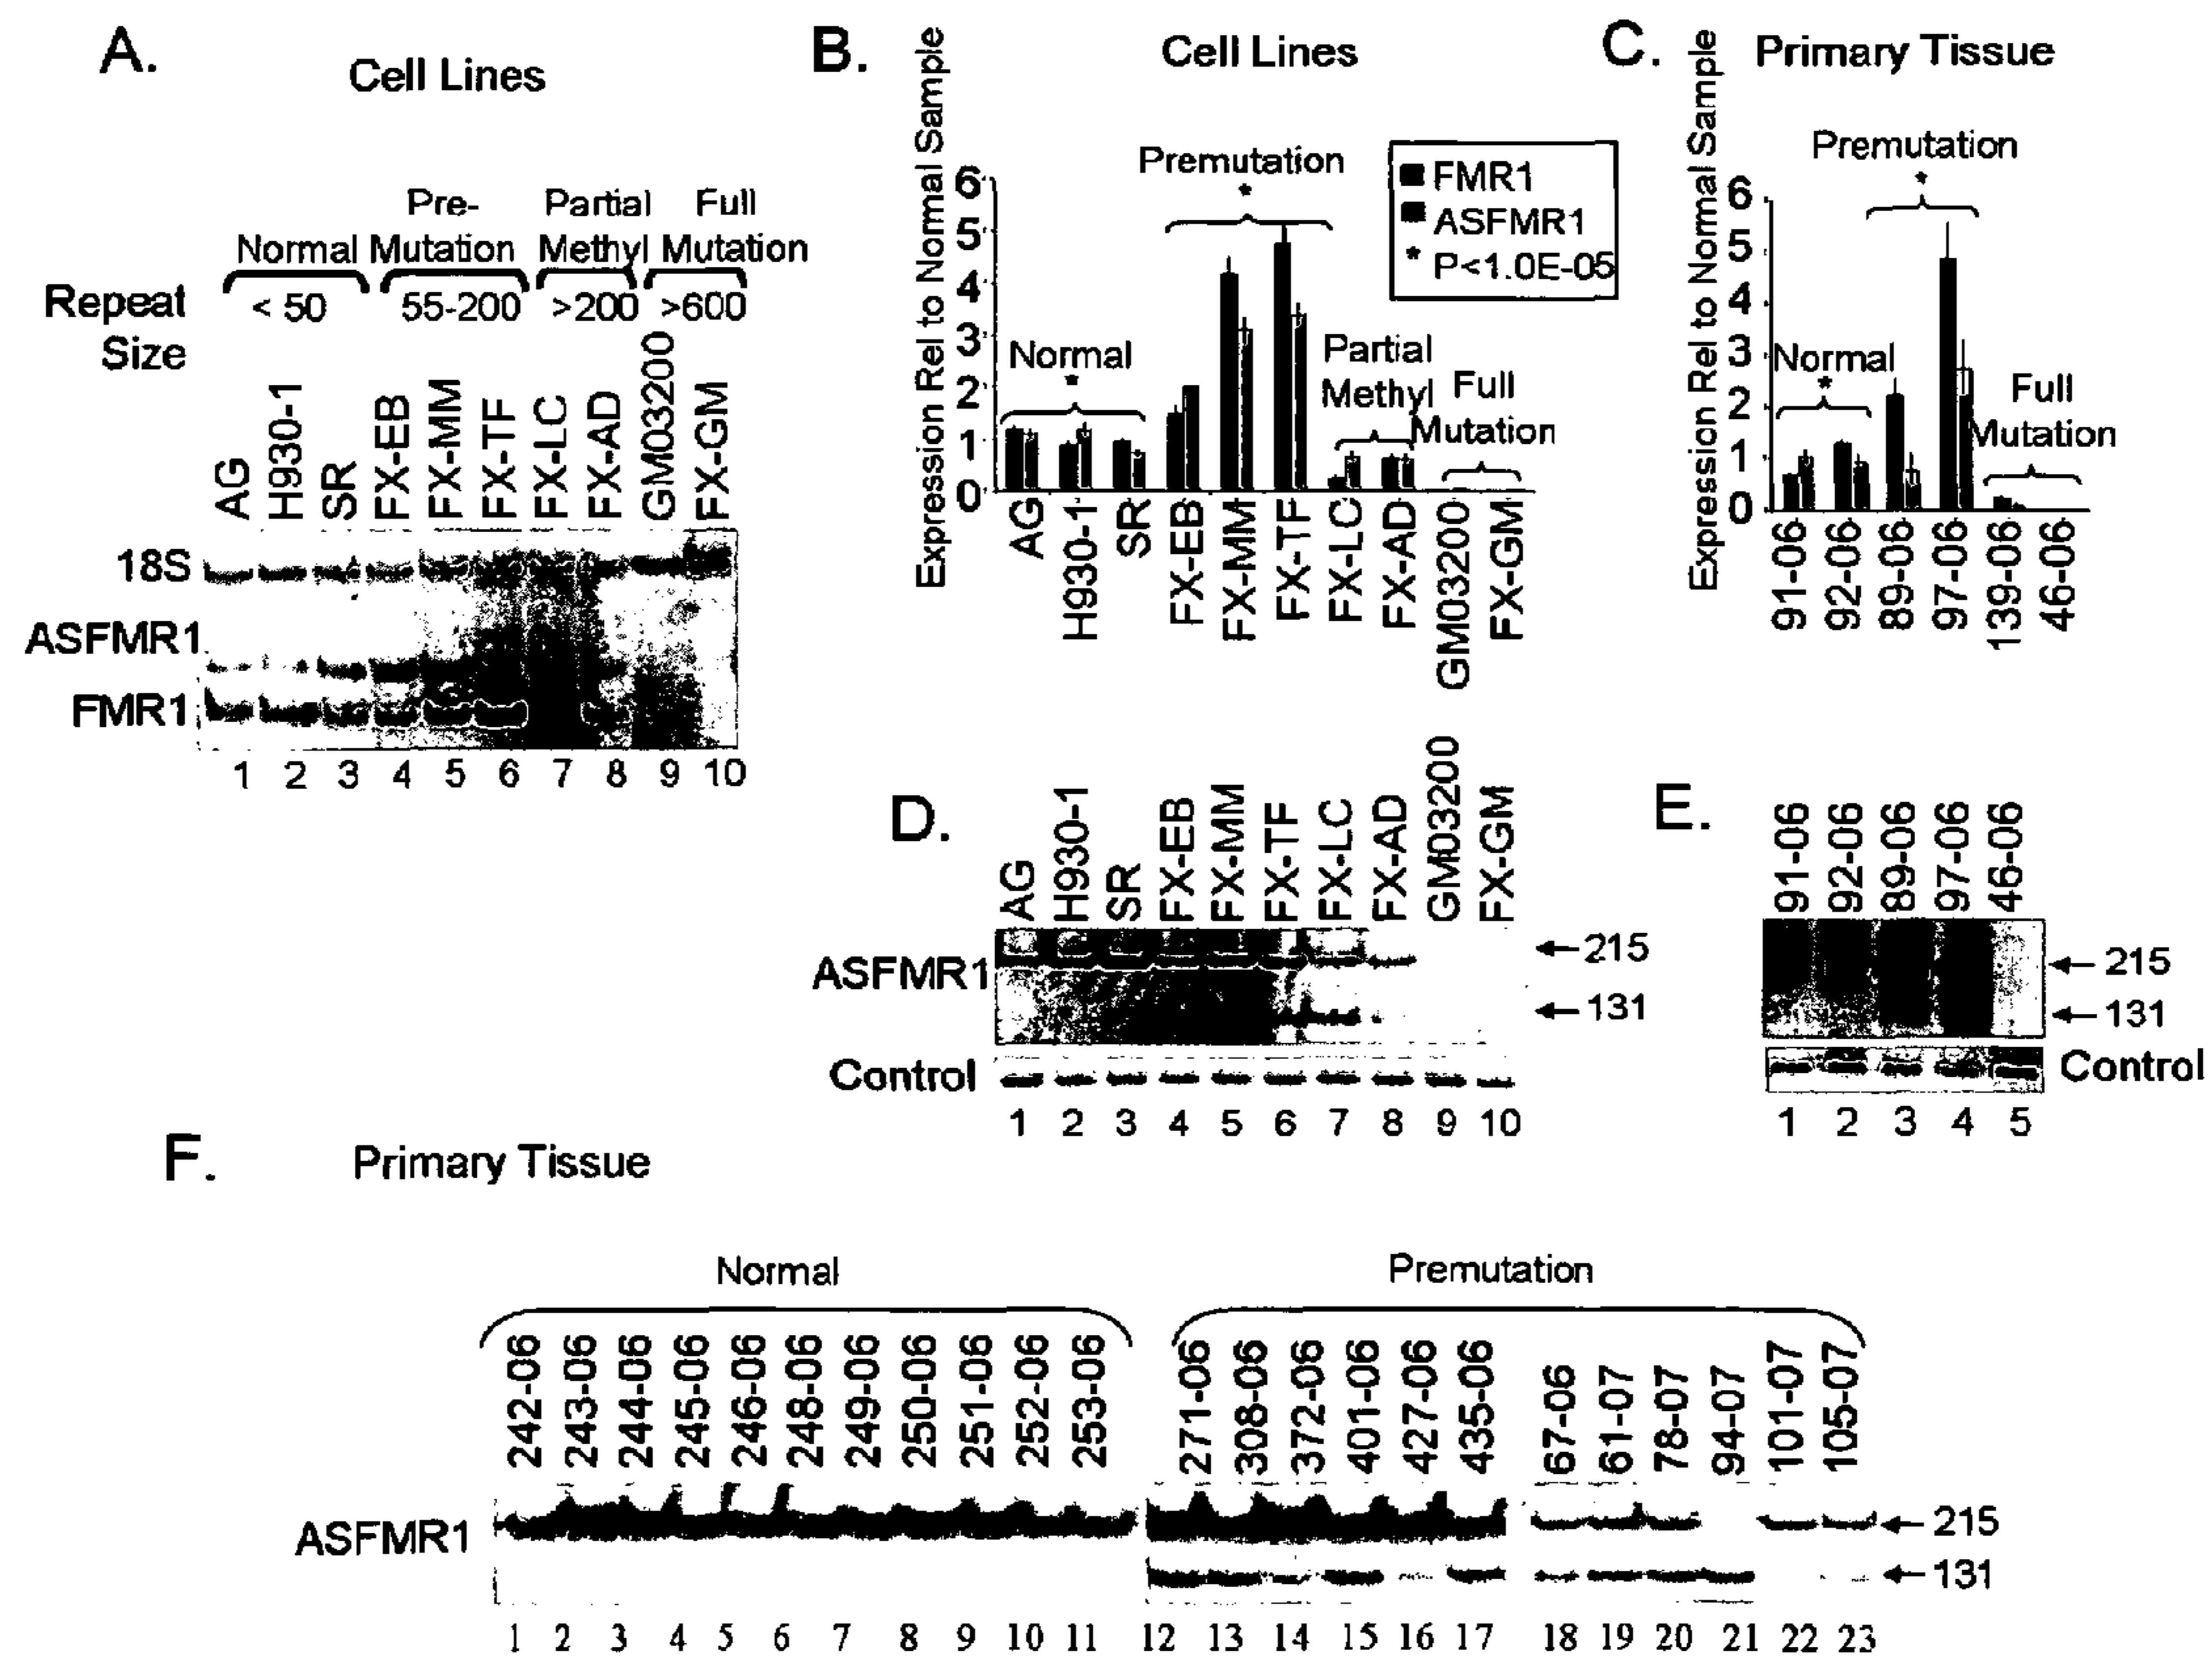 A.
Cell Lines
Pre-
Partial
Full
Normal
Mutation
Methyl
Mutation
Repeat
Size
< 50
55-200
>200
>600
AG
H930-1
SR
FX-EB
FX-MM
FX-TF
FX-LC
FX-AD
GM03200
FX-GM
18S
ASFMR1
FMR1
1 2 3 4 5 6 7 8 9 10
B.
Cell Lines
Expression Rel to Normal Sample
6
5
4
3
2
1
0
Normal
*
Premutation
*
Partial
Methyl
Full
Mutation
FMR1
ASFMR1
* P<1.0E-05
AG
H930-1
SR
FX-EB
FX-MM
FX-TF
FX-LC
FX-AD
GM03200
FX-GM
C.
Primary Tissue
Expression Rel to Normal Sample
6
5
4
3
2
1
0
Normal
*
Premutation
*
Full
Mutation
91-06
92-06
89-06
97-06
139-06
46-06
D.
AG
H930-1
SR
FX-EB
FX-MM
FX-TF
FX-LC
FX-AD
GM03200
FX-GM
ASFMR1
215
131
Control
1 2 3 4 5 6 7 8 9 10
E.
91-06
92-06
89-06
97-06
46-06
215
131
Control
1 2 3 4 5
F.
Primary Tissue
Normal
Premutation
242-06
243-06
244-06
245-06
246-06
248-06
249-06
250-06
251-06
252-06
253-06
271-06
308-06
372-06
401-06
427-06
435-06
67-06
61-07
78-07
94-07
101-07
105-07
ASFMR1
215
131
1 2 3 4 5 6 7 8 9 10 11 12 13 14 15 16 17 18 19 20 21 22 23